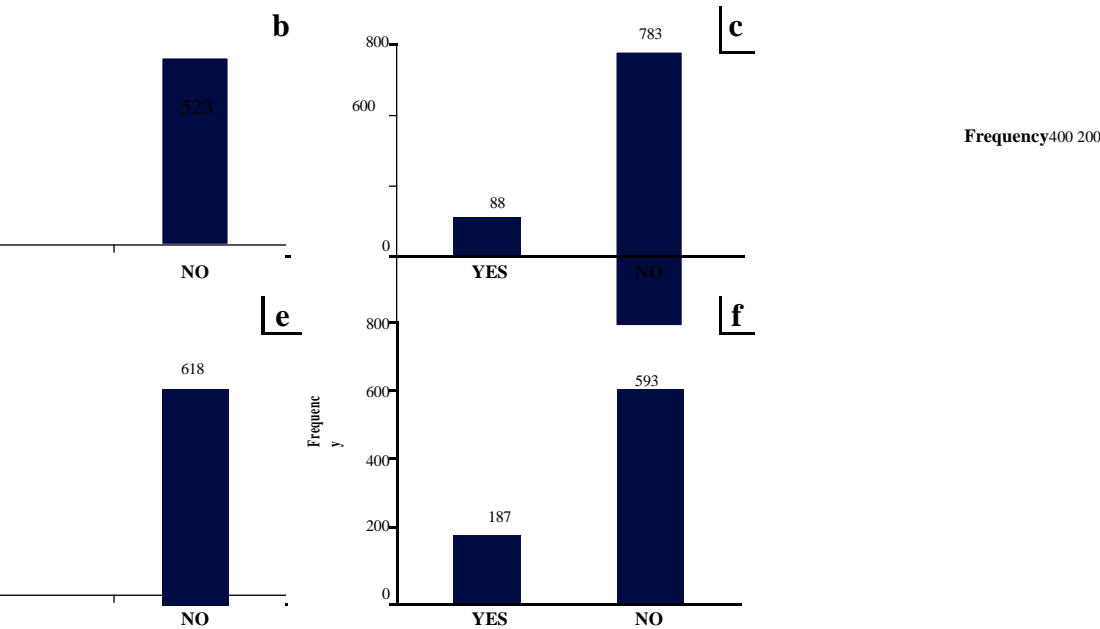 b
523
NO
800
783
600
88
0
YES
NO
c
Frequency400 200
e
618
NO
800
593
600
Frequenc
y
400
187
200
0
YES
NO
f